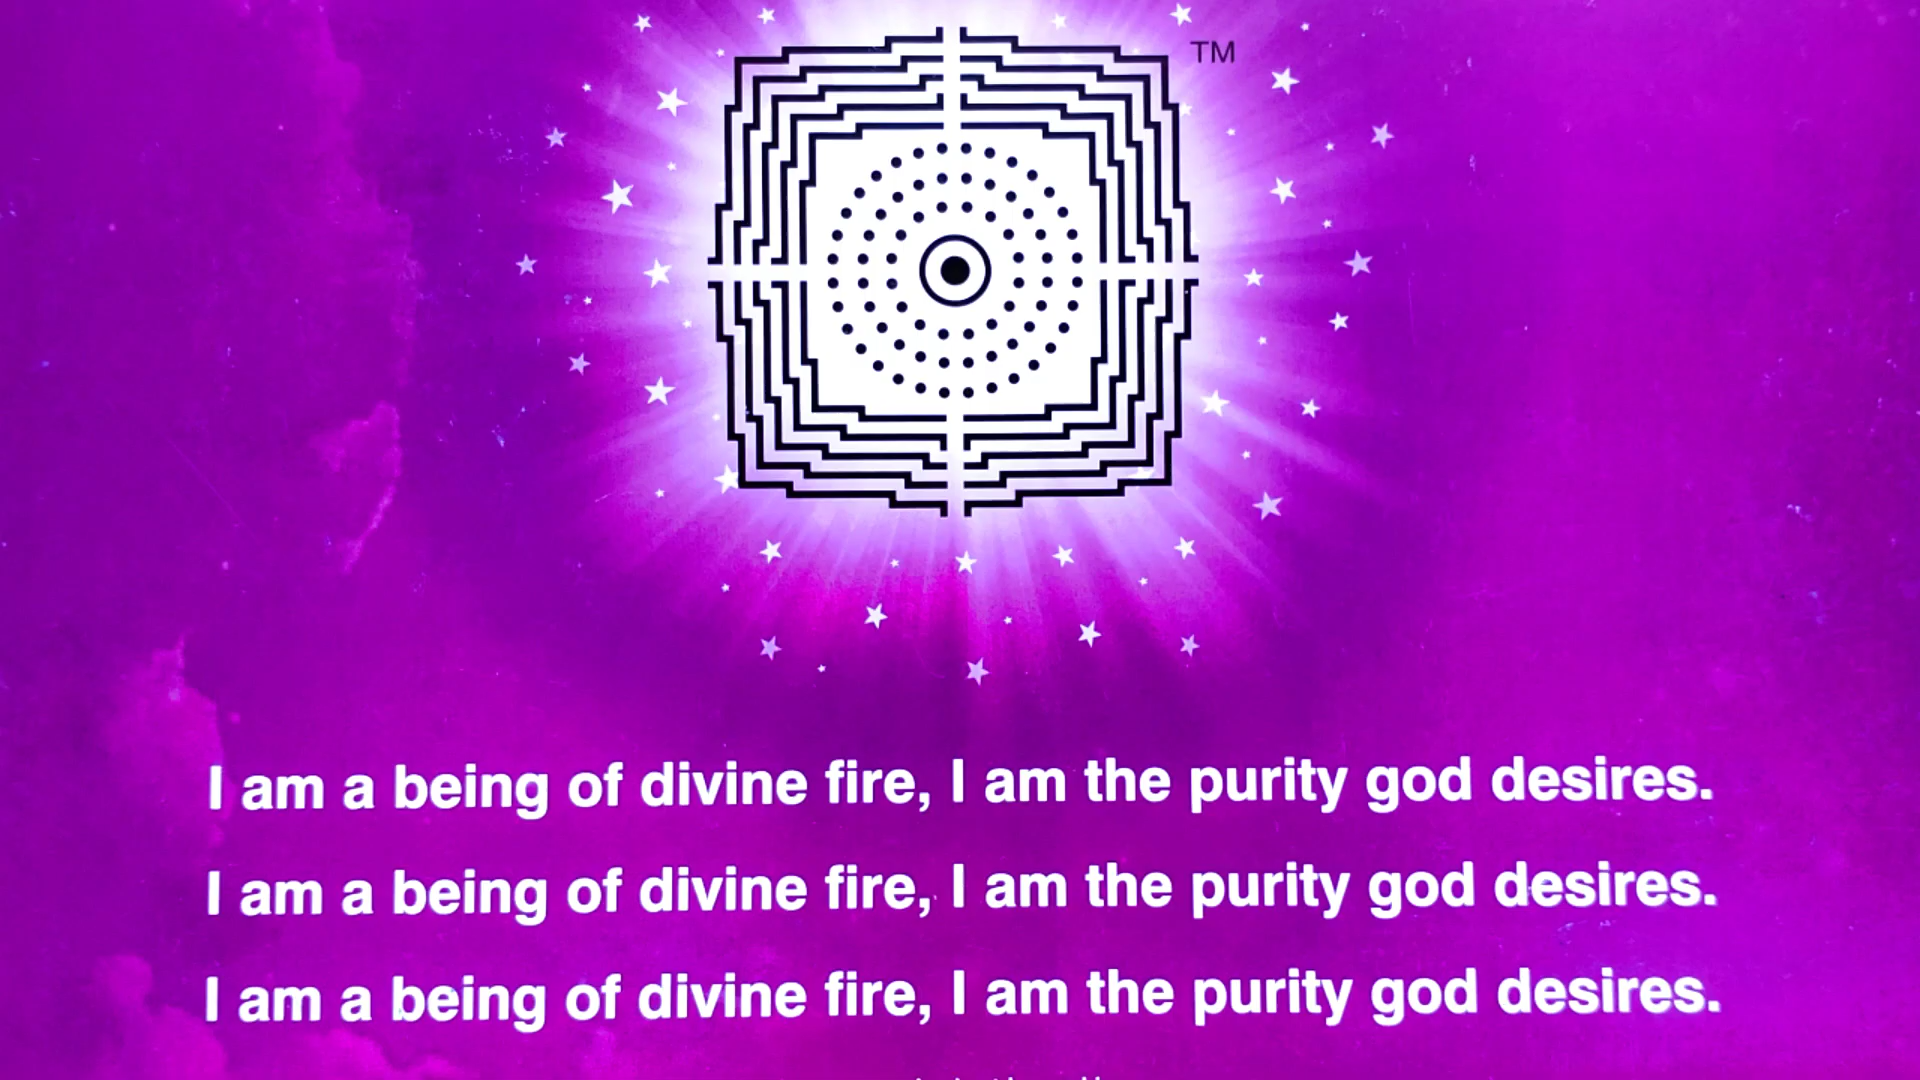 TM
I am a being of divine fire, I am the purity god desires.
I am a being of divine fire, I am the purity god desires.
I am a being of divine fire, I am the purity god desires.